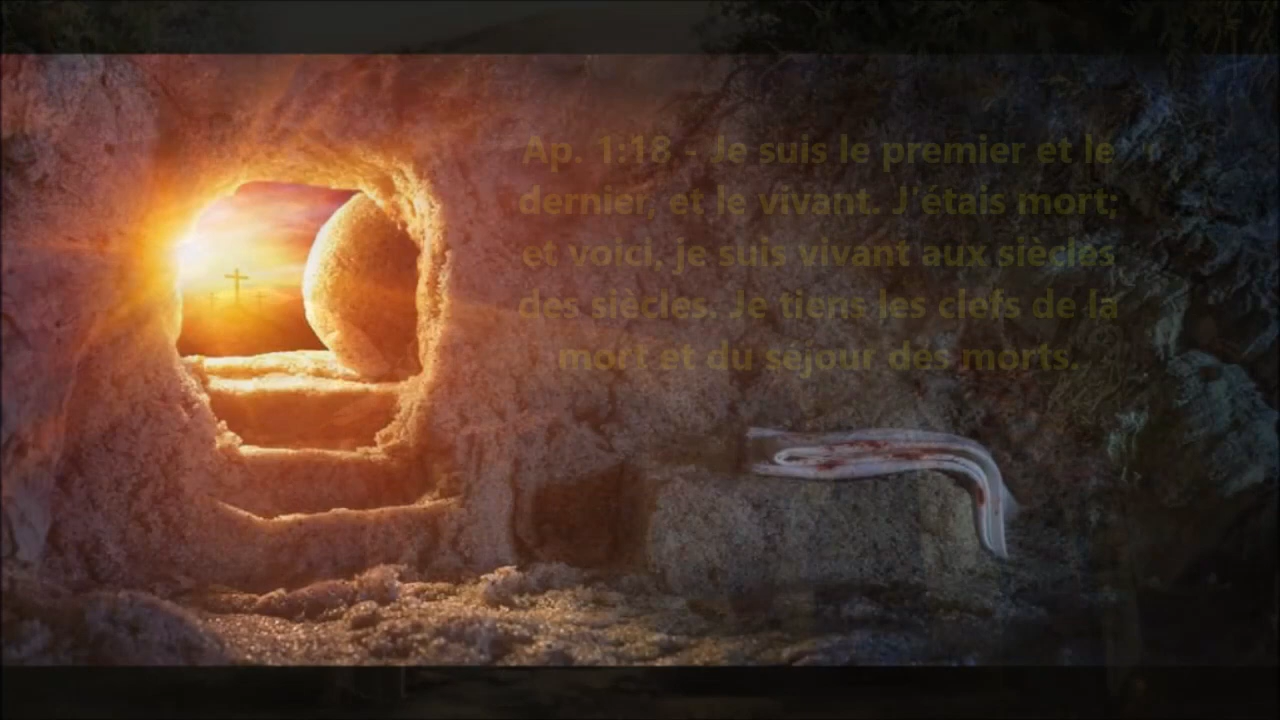 Ap. 1:18 - Je suis le premier et le
dernier, et le vivant. J'étais mort;
et voici, je suis vivant aux siècles
des siècles. Je tiens les clefs de la
mort et du séjour des morts.